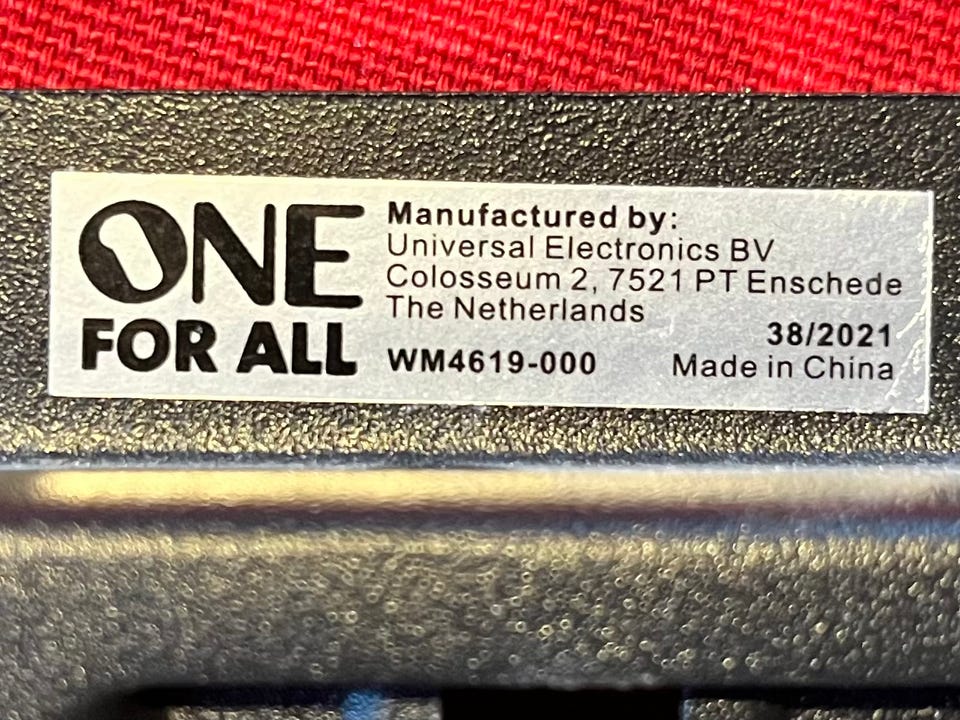 ONE
FOR ALL
Manufactured by:
Universal Electronics BV
Colosseum 2, 7521 PT Enschede
The Netherlands
38/2021
WM4619-000
Made in China